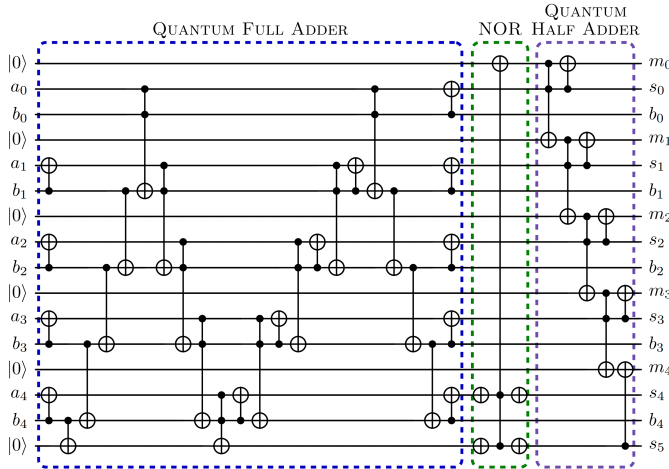 QUANTUM FULL ADDER NOR QUANTUM HALF ADDER
|0⟩ m₀
a₀ s₀
b₀ b₀
|0⟩ m₁
a₁ s₁
b₁ b₁
|0⟩ m₂
a₂ s₂
b₂ b₂
|0⟩ m₃
a₃ s₃
b₃ b₃
|0⟩ m₄
a₄ s₄
b₄ b₄
|0⟩ s₅